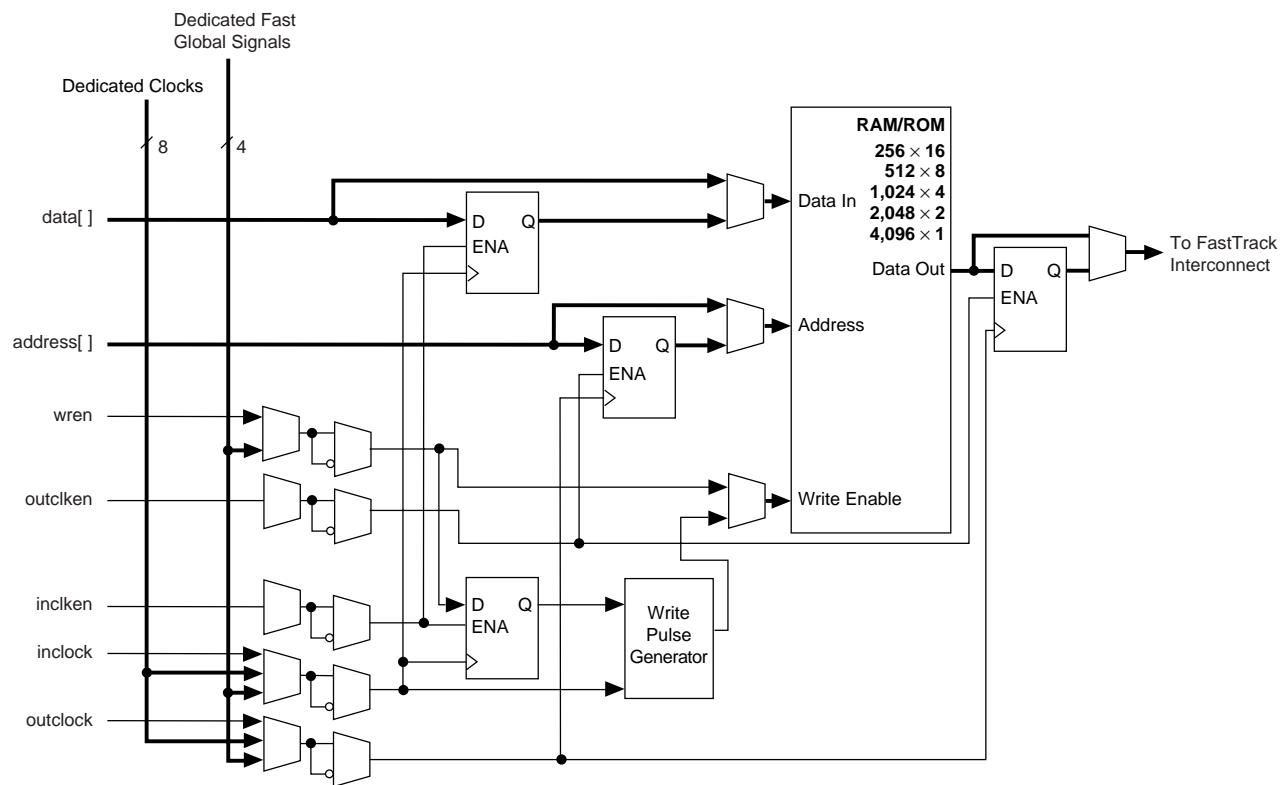 Dedicated Fast
Global Signals
Dedicated Clocks
8
4
RAM/ROM
256 × 16
512 × 8
1,024 × 4
2,048 × 2
4,096 × 1
data[ ]
D Q
ENA
Data In
Data Out
D Q
ENA
To FastTrack
Interconnect
address[ ]
D Q
ENA
Address
wren
outclken
Write Enable
inclken
D Q
ENA
Write
Pulse
Generator
inclock
outclock